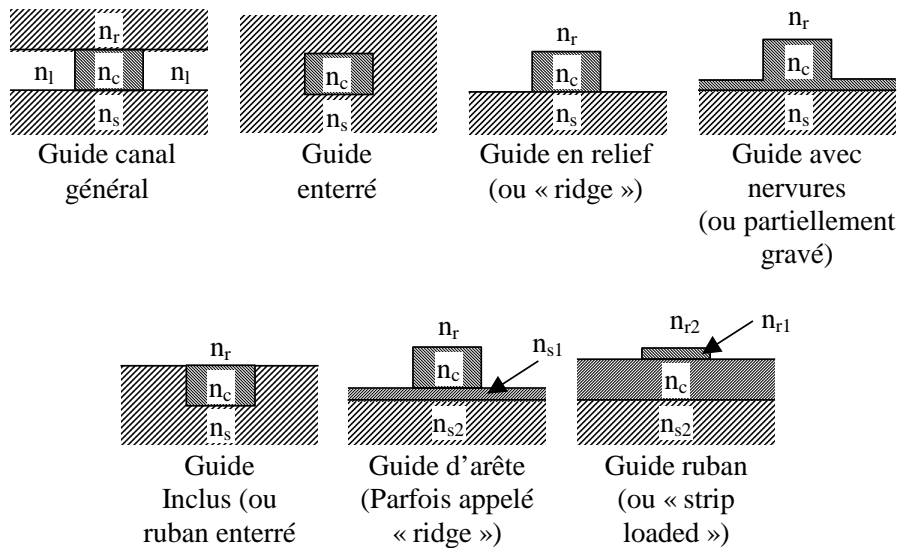 n_r
n_l n_c n_l
n_s
Guide canal
général
n_c
n_s
Guide
enterré
n_r
n_c
n_s
Guide en relief
(ou « ridge »)
n_r
n_c
n_s
Guide avec
nervures
(ou partiellement
gravé)
n_r
n_c
n_s
Guide
Inclus (ou
ruban enterré
n_r
n_s1
n_c
n_s2
Guide d'arête
(Parfois appelé
« ridge »)
n_r2
n_r1
n_c
n_s2
Guide ruban
(ou « strip
loaded »)